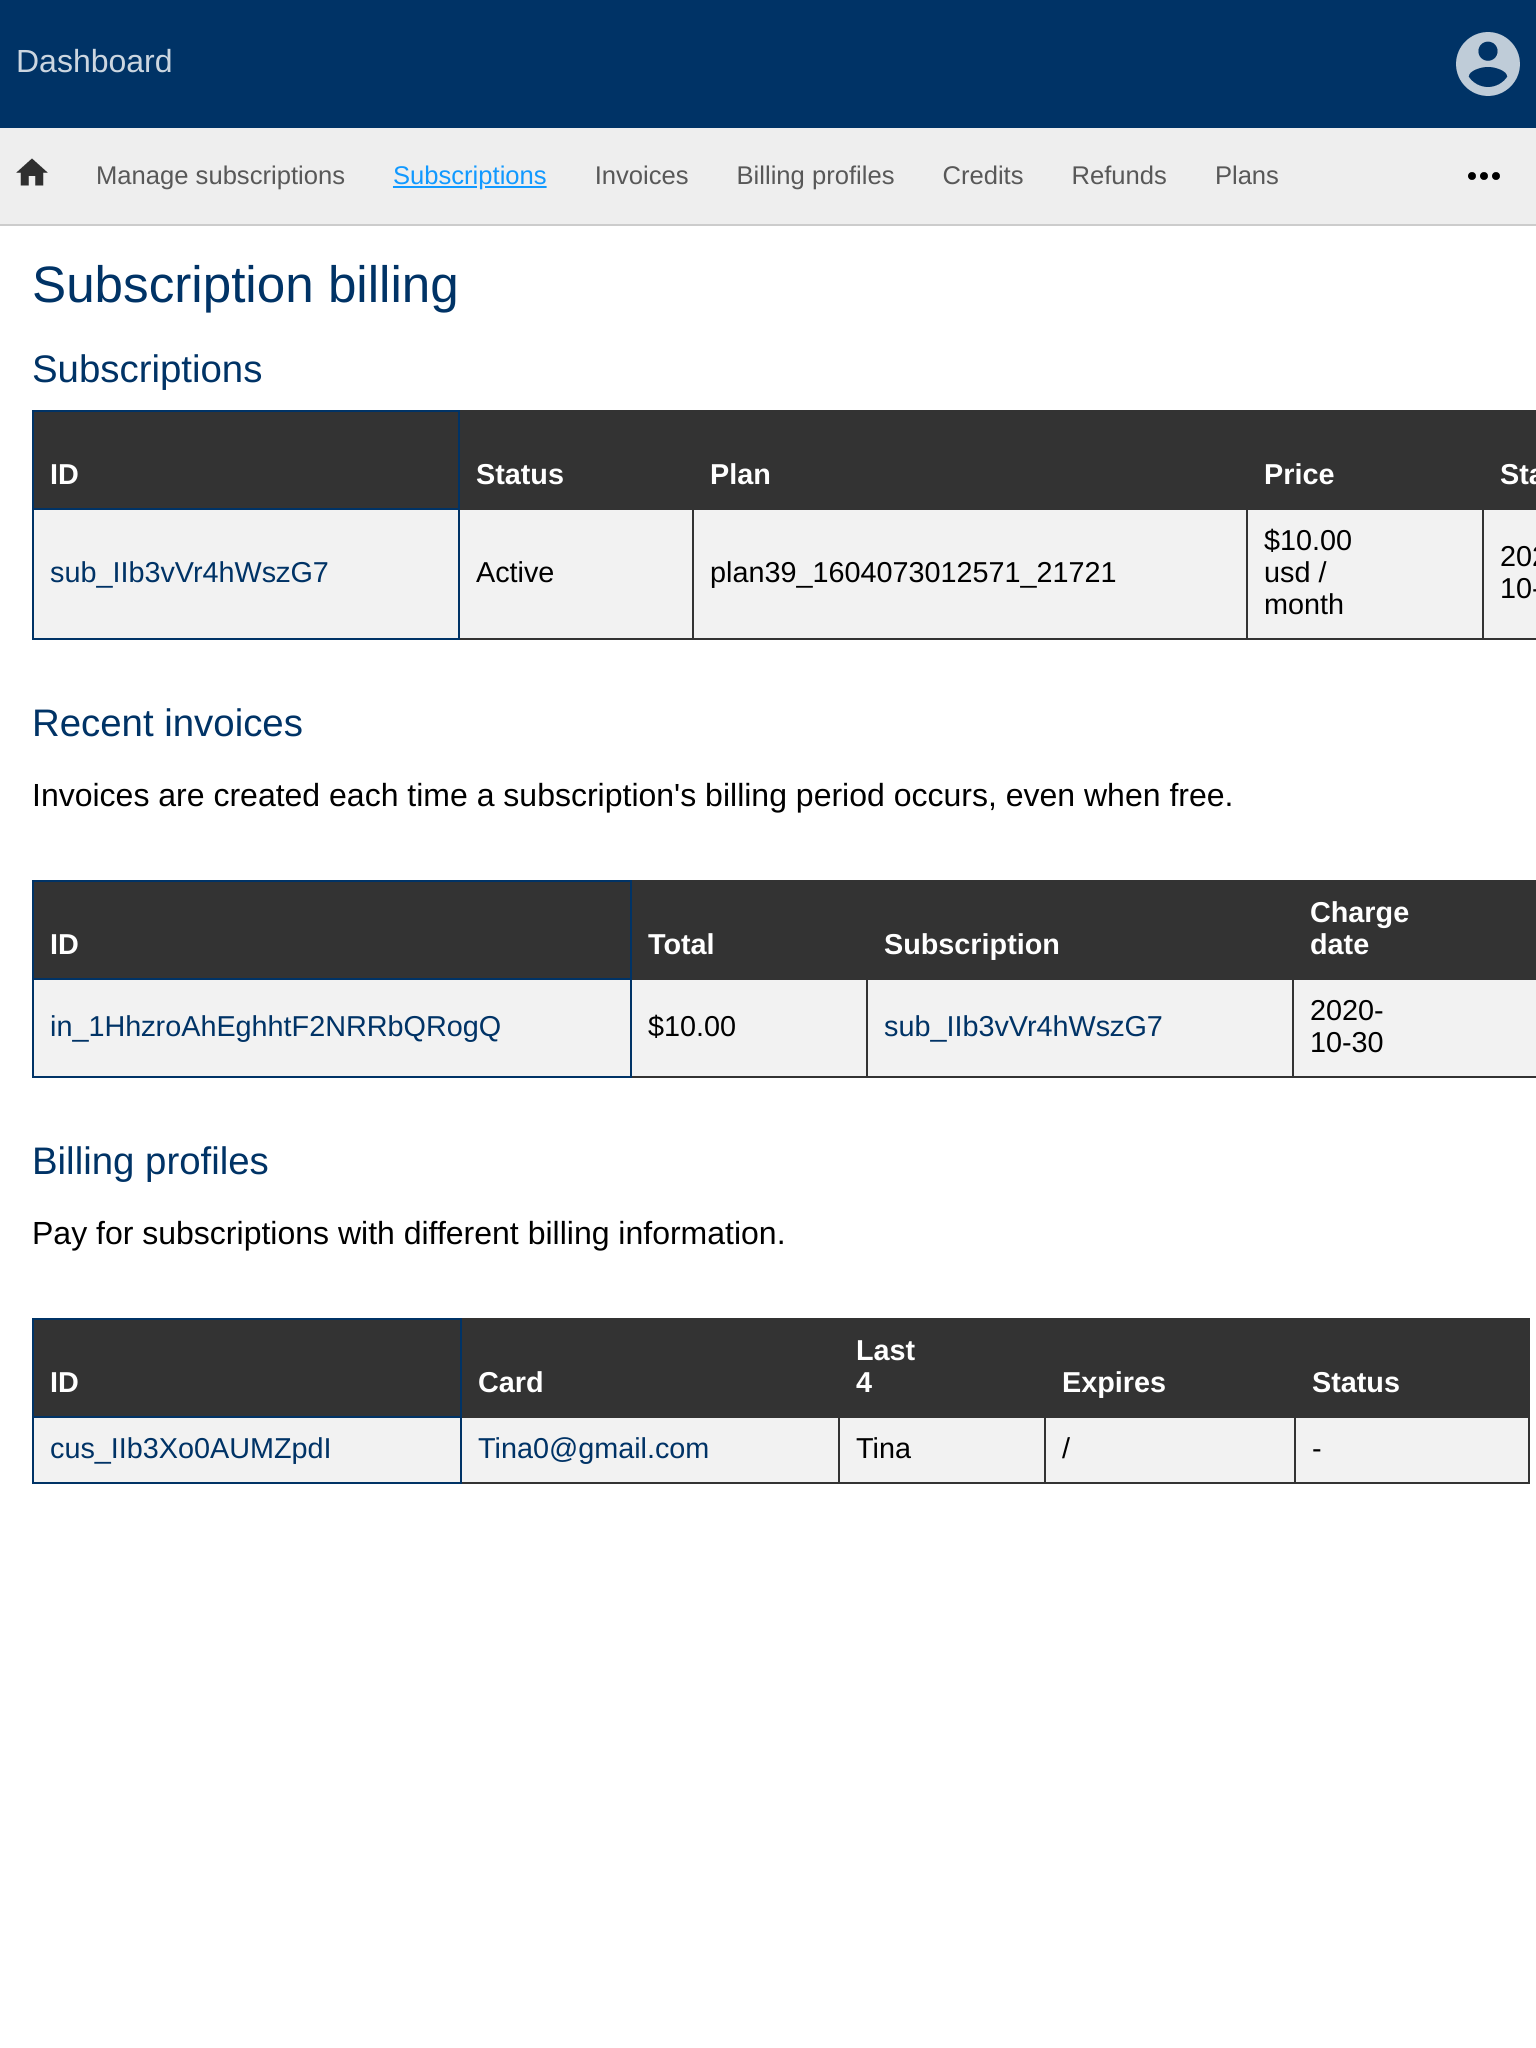 Dashboard
Manage subscriptions Subscriptions Invoices Billing profiles Credits Refunds Plans
Subscription billing
Subscriptions
ID Status Plan Price Sta
sub_IIb3vVr4hWszG7 Active plan39_1604073012571_21721 $10.00 usd / month 202 10-
Recent invoices
Invoices are created each time a subscription's billing period occurs, even when free.
ID Total Subscription Charge date
in_1HhzroAhEghhtF2NRRbQRogQ $10.00 sub_IIb3vVr4hWszG7 2020-10-30
Billing profiles
Pay for subscriptions with different billing information.
ID Card Last 4 Expires Status
cus_IIb3Xo0AUMZpdI Tina0@gmail.com Tina / -